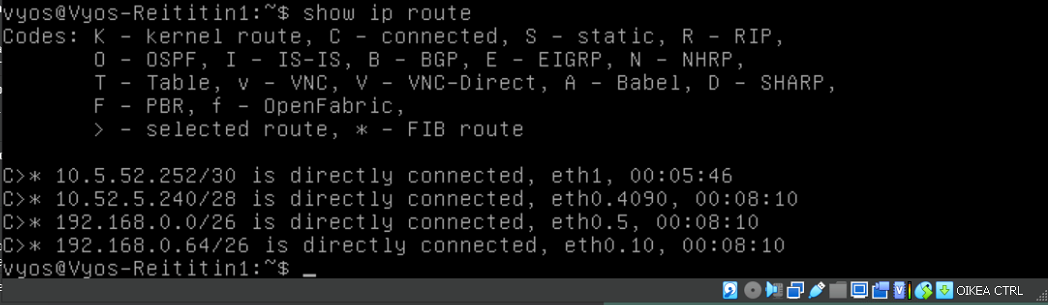 vyos@Vyos-Reititin1:~$ show ip route
Codes: K - kernel route, C - connected, S - static, R - RIP,
       O - OSPF, I - IS-IS, B - BGP, E - EIGRP, N - NHRP,
       T - Table, v - VNC, V - VNC-Direct, A - Babel, D - SHARP,
       F - PBR, f - OpenFabric,
       > - selected route, * - FIB route

C>* 10.5.52.252/30 is directly connected, eth1, 00:05:46
C>* 10.52.5.240/28 is directly connected, eth0.4090, 00:08:10
C>* 192.168.0.0/26 is directly connected, eth0.5, 00:08:10
C>* 192.168.0.64/26 is directly connected, eth0.10, 00:08:10
vyos@Vyos-Reititin1:~$ _
OIKEA CTRL